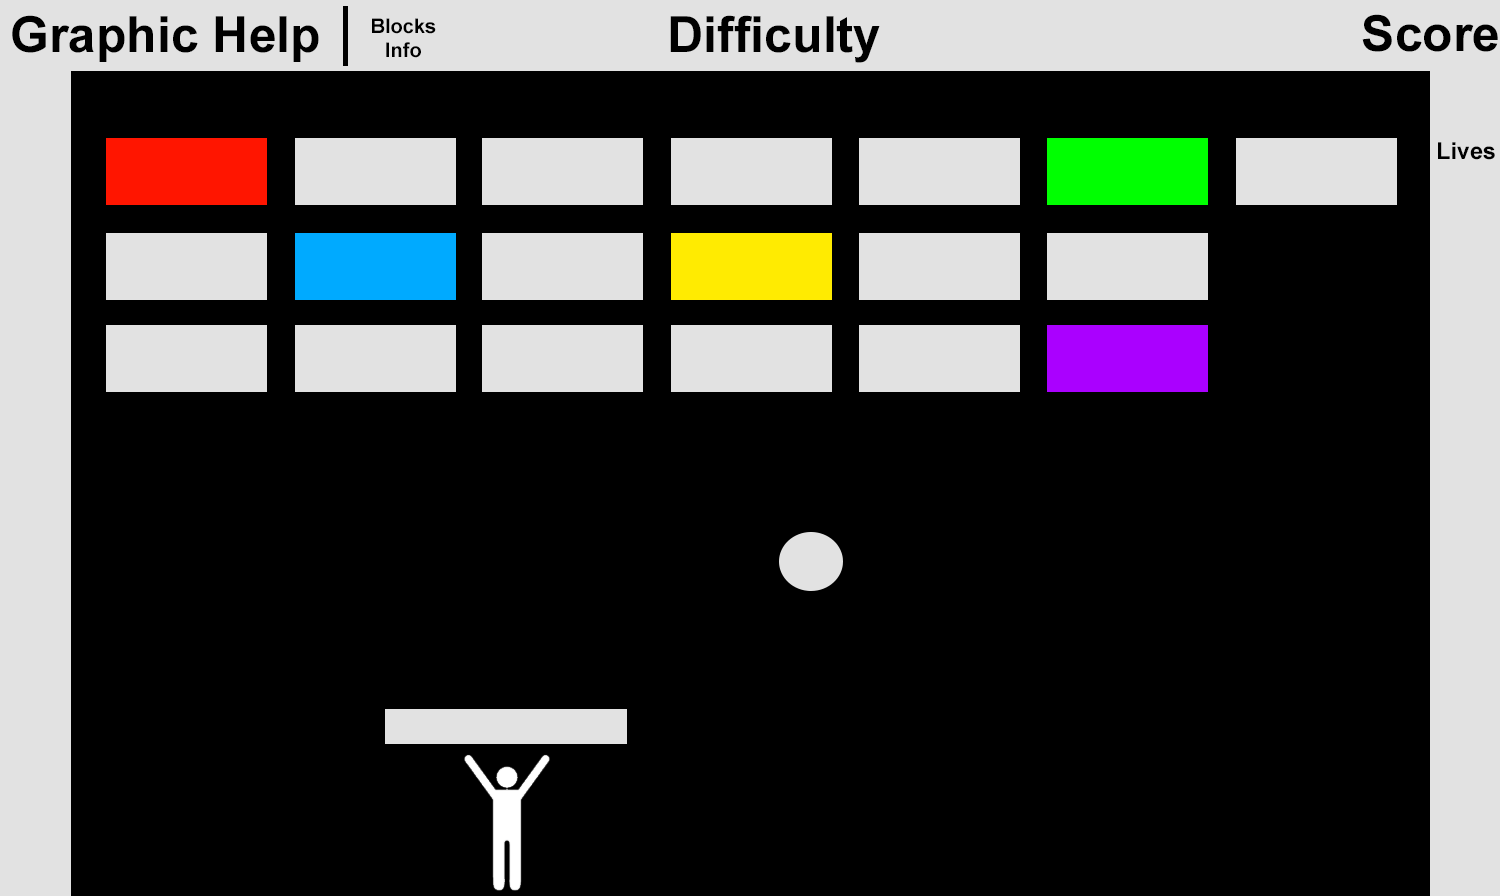 Graphic Help
Blocks
Info
Difficulty
Score
Lives